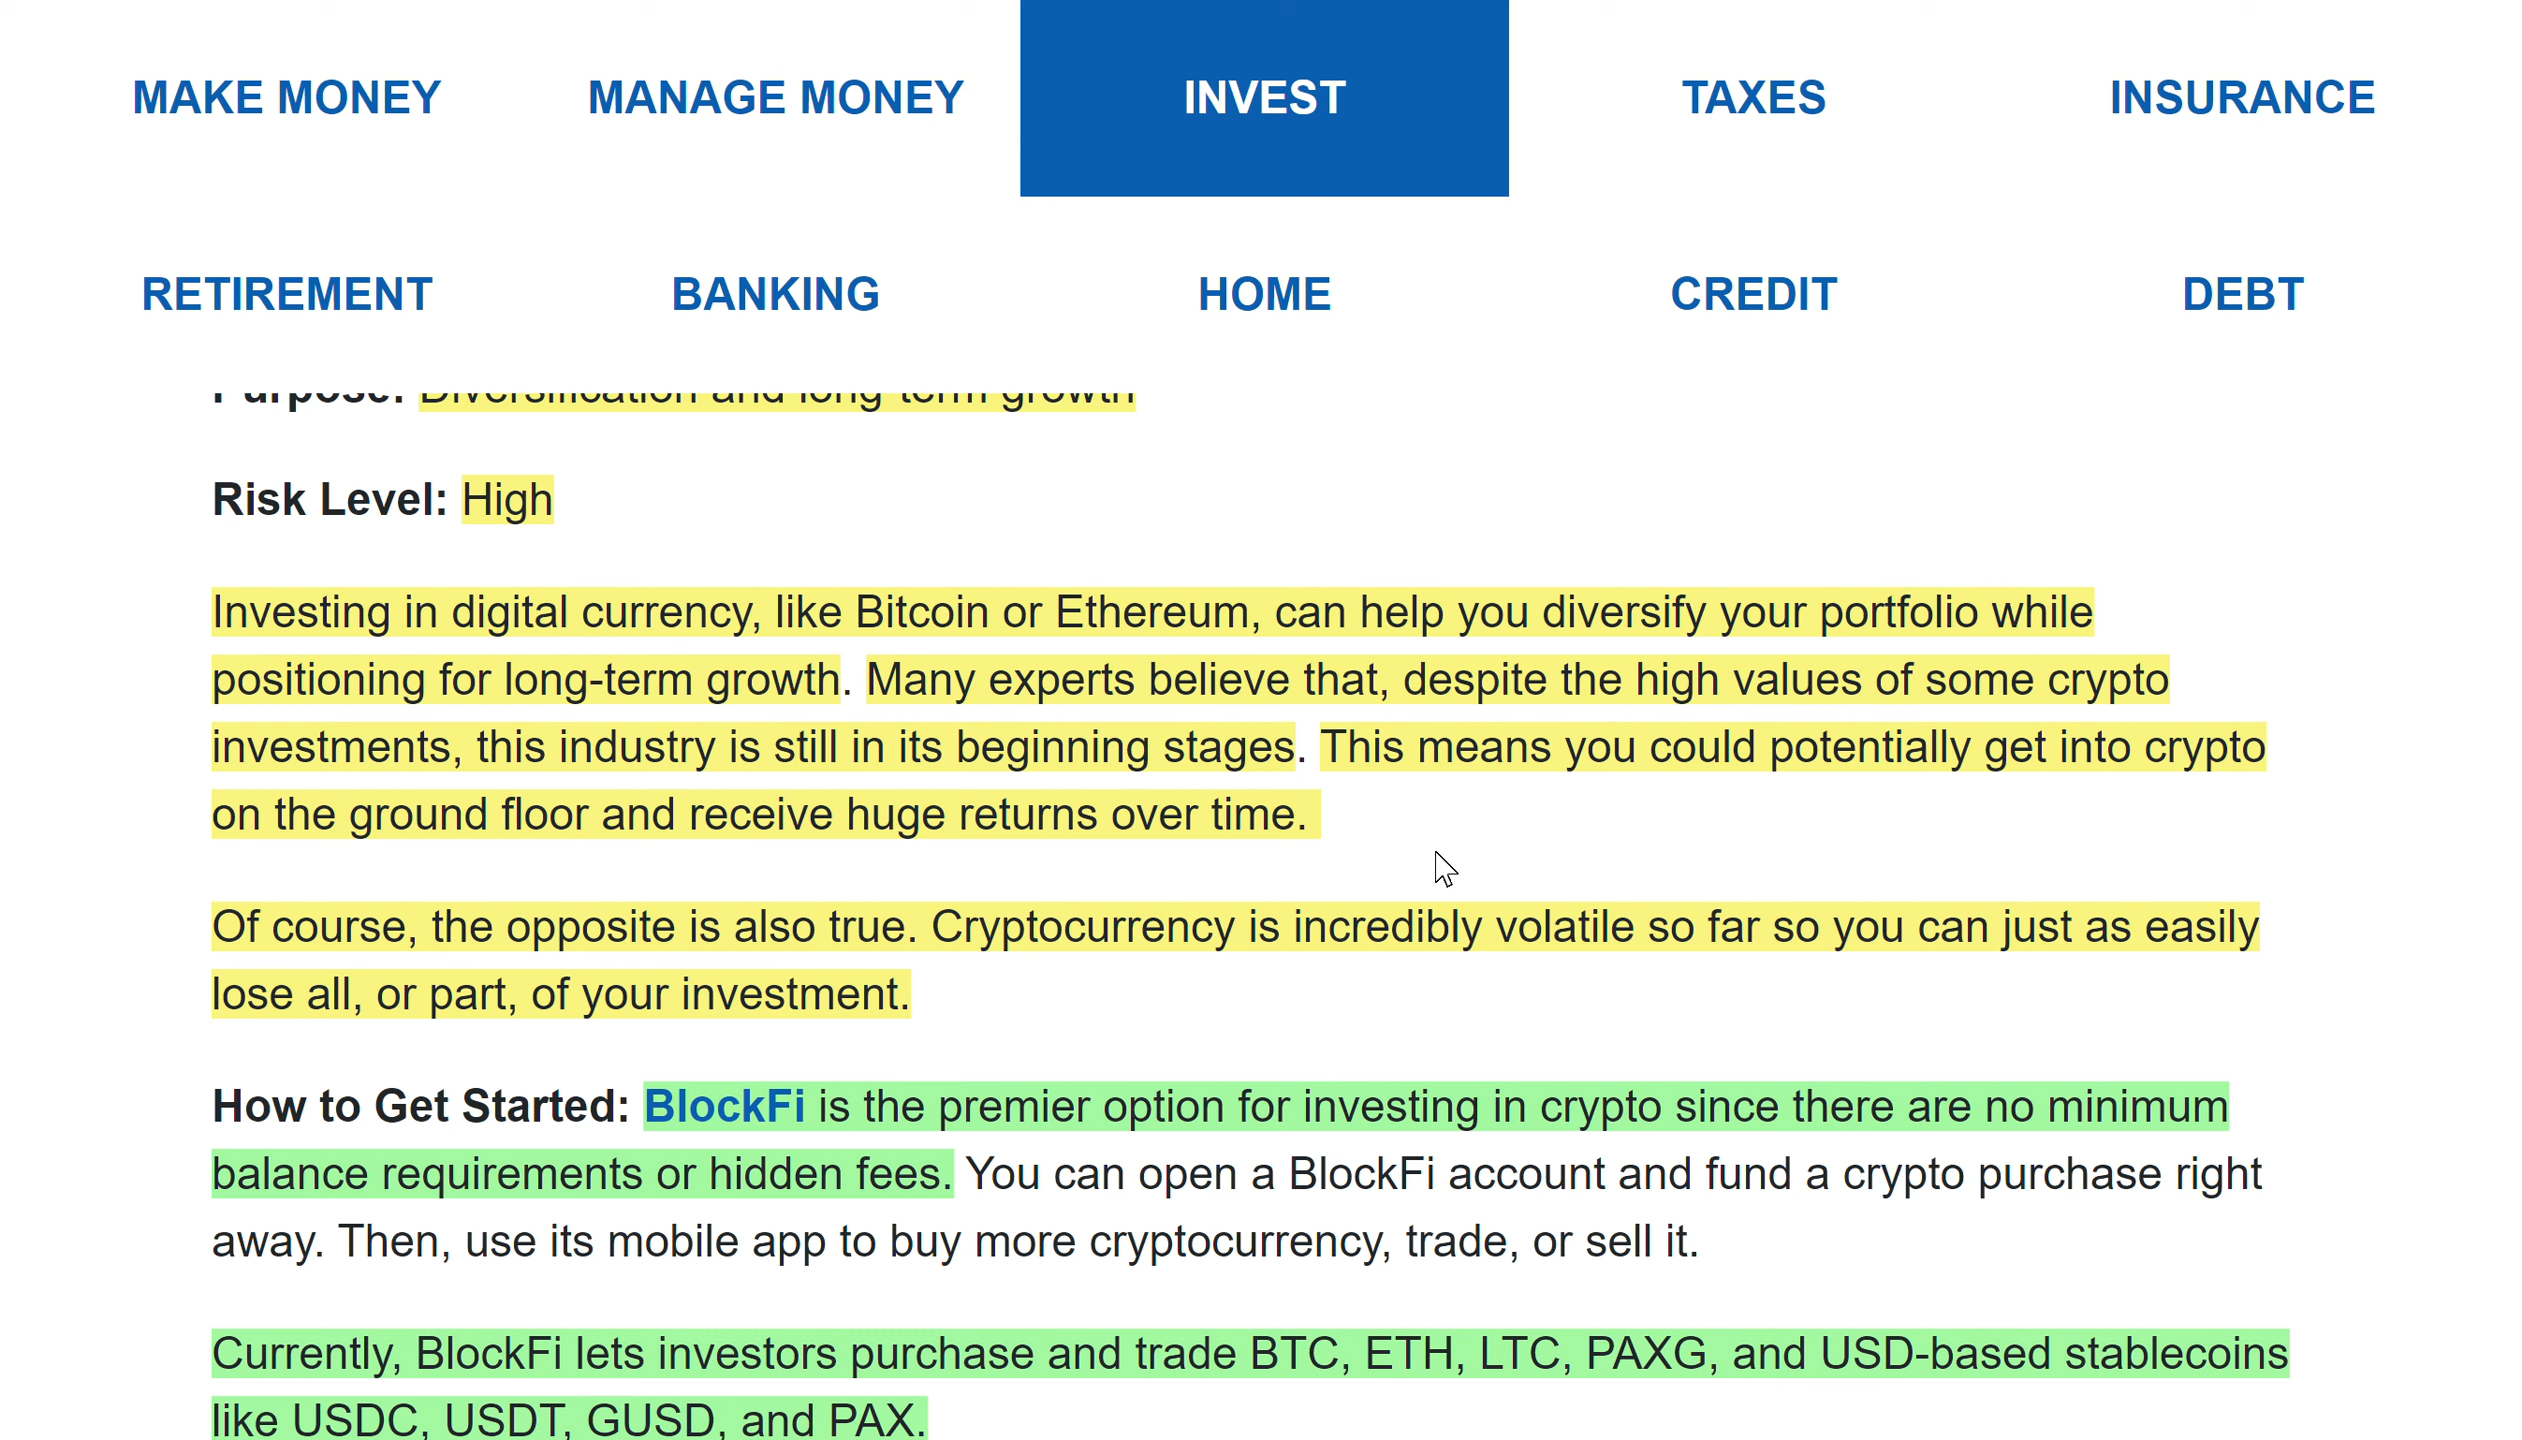 MAKE MONEY MANAGE MONEY INVEST TAXES INSURANCE
RETIREMENT BANKING HOME CREDIT DEBT
Purpose: Diversification and long-term growth
Risk Level: High
Investing in digital currency, like Bitcoin or Ethereum, can help you diversify your portfolio while
positioning for long-term growth. Many experts believe that, despite the high values of some crypto
investments, this industry is still in its beginning stages. This means you could potentially get into crypto
on the ground floor and receive huge returns over time.
Of course, the opposite is also true. Cryptocurrency is incredibly volatile so far so you can just as easily
lose all, or part, of your investment.
How to Get Started: BlockFi is the premier option for investing in crypto since there are no minimum
balance requirements or hidden fees. You can open a BlockFi account and fund a crypto purchase right
away. Then, use its mobile app to buy more cryptocurrency, trade, or sell it.
Currently, BlockFi lets investors purchase and trade BTC, ETH, LTC, PAXG, and USD-based stablecoins
like USDC, USDT, GUSD, and PAX.